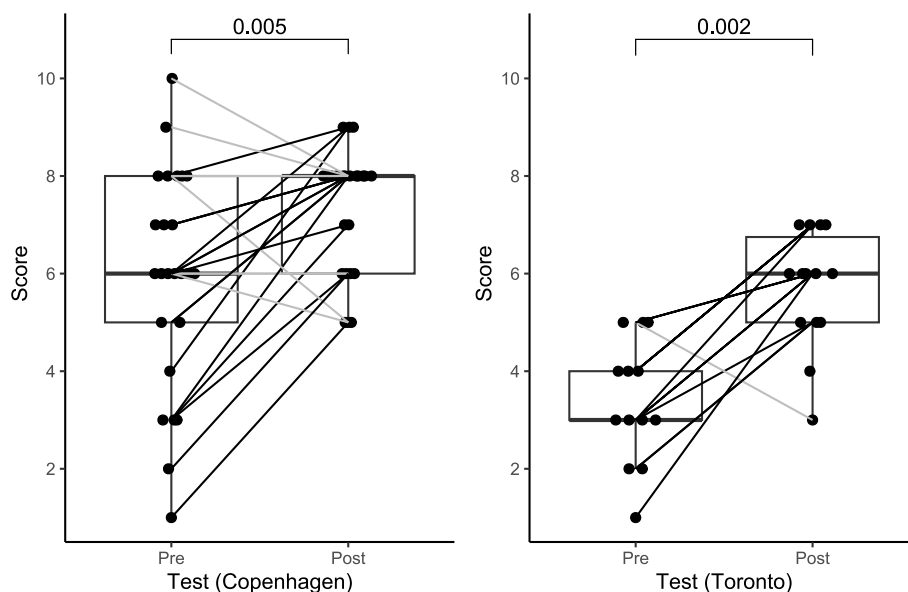 0.005
Score
10
8
6
4
2
Pre
Post
Test (Copenhagen)
0.002
Score
10
8
6
4
2
Pre
Post
Test (Toronto)